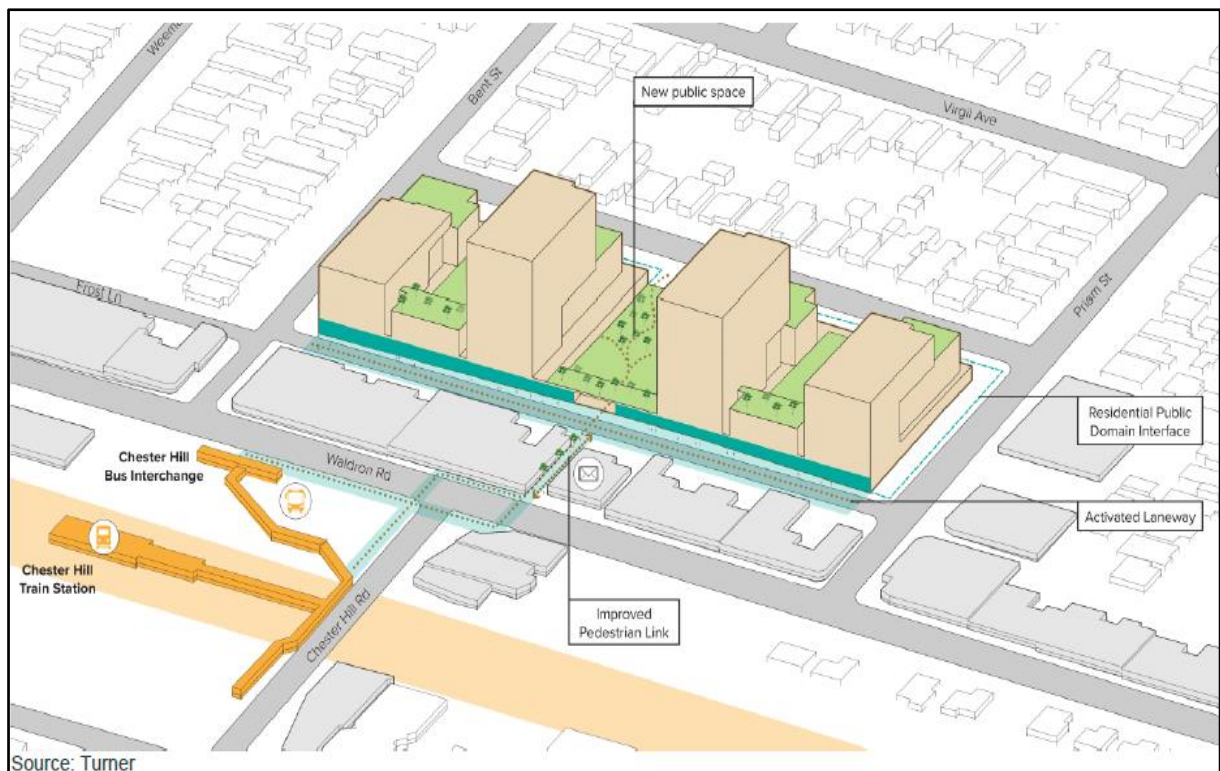 Weeme
Bent St
New public space
Virgil Ave
Frost Ln
Priam St
Residential Public
Domain Interface
Chester Hill
Bus Interchange
Waldron Rd
Activated Laneway
Chester Hill
Train Station
Improved
Pedestrian Link
Chester Hill Rd
Source: Turner